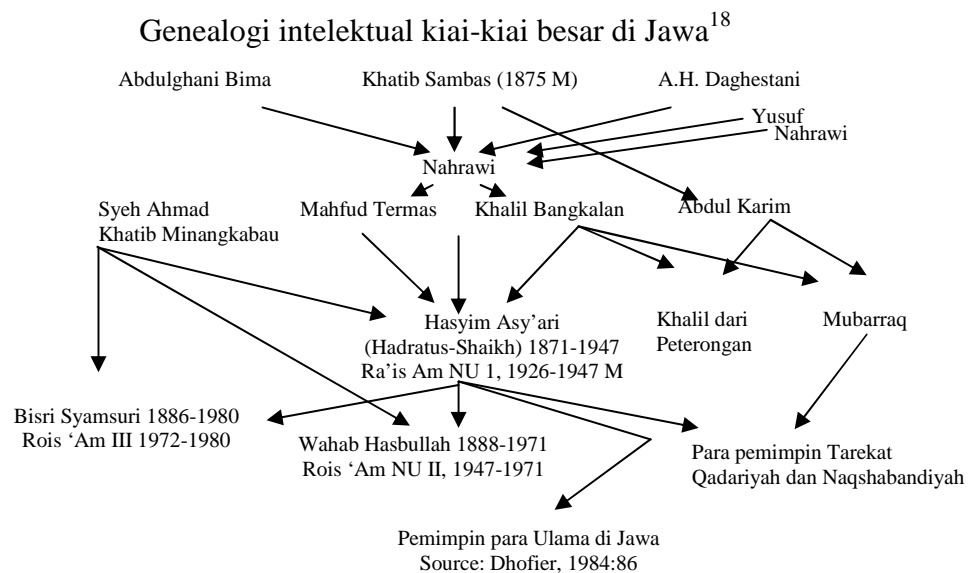 Genealogi intelektual kiai-kiai besar di Jawa18
Abdulghani Bima
Khatib Sambas (1875 M)
A.H. Daghestani
Yusuf
Nahrawi
Nahrawi
Syeh Ahmad
Khatib Minangkabau
Mahfud Termas
Khalil Bangkalan
Abdul Karim
Hasyim Asy'ari
(Hadratus-Shaikh) 1871-1947
Ra'is Am NU 1, 1926-1947 M
Khalil dari
Peterongan
Mubarraq
Bisri Syamsuri 1886-1980
Rois 'Am III 1972-1980
Wahab Hasbullah 1888-1971
Rois 'Am NU II, 1947-1971
Para pemimpin Tarekat
Qadariyah dan Naqshabandiyah
Pemimpin para Ulama di Jawa
Source: Dhofier, 1984:86